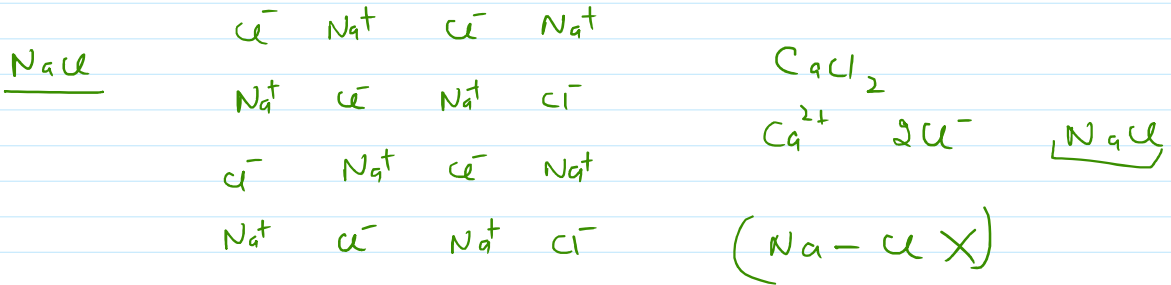 NaCl
Cl⁻ Na⁺ Cl⁻ Na⁺
Na⁺ Cl⁻ Na⁺ Cl⁻
Cl⁻ Na⁺ Cl⁻ Na⁺
Na⁺ Cl⁻ Na⁺ Cl⁻
CaCl₂
Ca²⁺ 2Cl⁻ NaCl
(Na – Cl X)